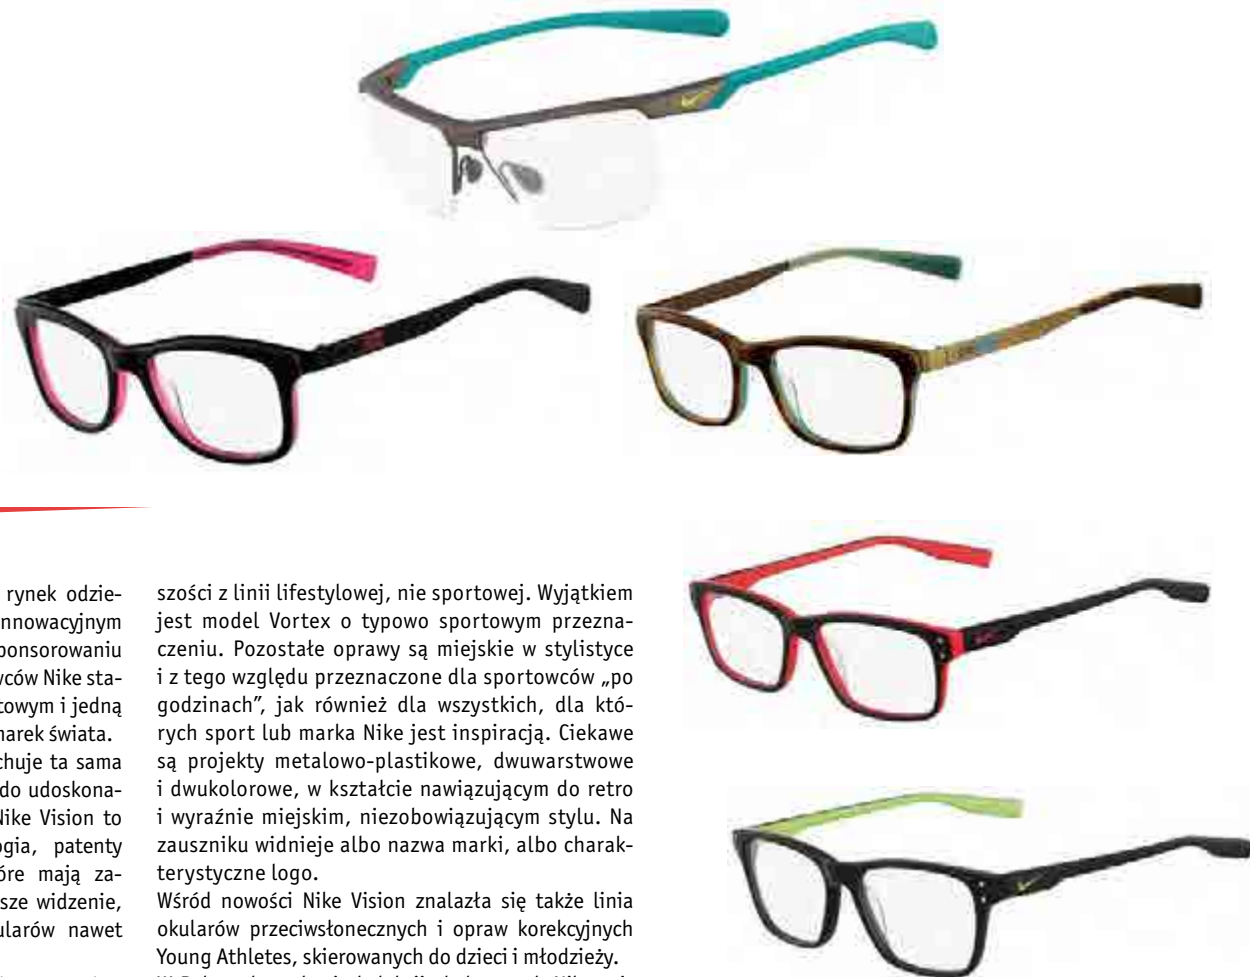 rynek odzie-
nnowacyjnym
ponsorowaniu
vców Nike sta-
towym i jedną
marek świata.
chuje ta sama
do udoskona-
Nike Vision to
ogia, patenty
óre mają za-
sze widzenie,
ularów nawet
szości z linii lifestylowej, nie sportowej. Wyjątkiem
jest model Vortex o typowo sportowym przezna-
czeniu. Pozostałe oprawy są miejskie w stylistyce
i z tego względu przeznaczone dla sportowców „po
godzinach”, jak również dla wszystkich, dla któ-
rych sport lub marka Nike jest inspiracją. Ciekawe
są projekty metalowo-plastikowe, dwuwarstwowe
i dwukolorowe, w kształcie nawiązującym do retro
i wyraźnie miejskim, niezobowiązującym stylu. Na
zauszniku widnieje albo nazwa marki, albo charak-
terystyczne logo.
Wśród nowości Nike Vision znalazła się także linia
okularów przeciwsłonecznych i opraw korekcyjnych
Young Athletes, skierowanych do dzieci i młodzieży.